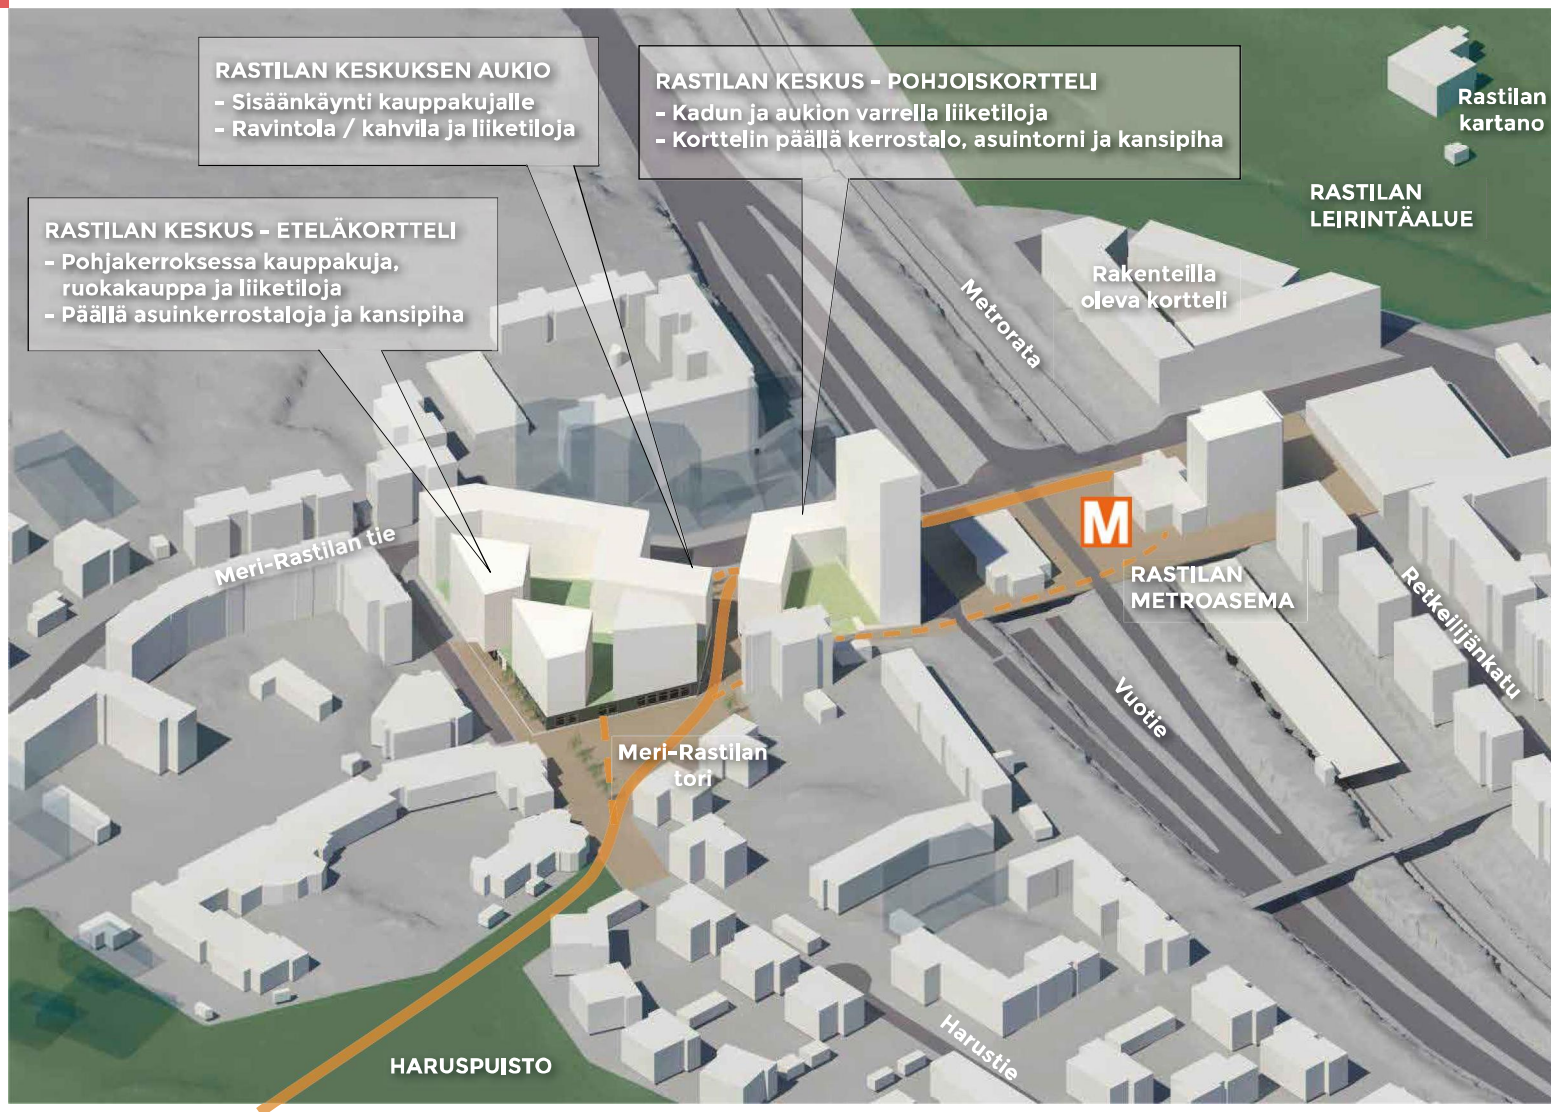 RASTILAN KESKUKSEN AUKIO
- Sisäänkäynti kauppakujalle
- Ravintola / kahvila ja liiketiloja
RASTILAN KESKUS - POHJOISKORTTELI
- Kadun ja aukion varrella liiketiloja
- Korttelin päällä kerrostalo, asuintorni ja kansipiha
Rastilan
kartano
RASTILAN
LEIRINTÄALUE
RASTILAN KESKUS - ETELÄKORTTELI
- Pohjakerroksessa kauppakuja,
ruokakauppa ja liiketiloja
- Päällä asuinkerrostaloja ja kansipiha
Rakenteilla
oleva kortteli
Metrorata
Meri-Rastilan tie
M
RASTILAN
METROASEMA
Retkeilijänkatu
Vuotie
Meri-Rastilan
tori
Harustie
HARUSPUISTO